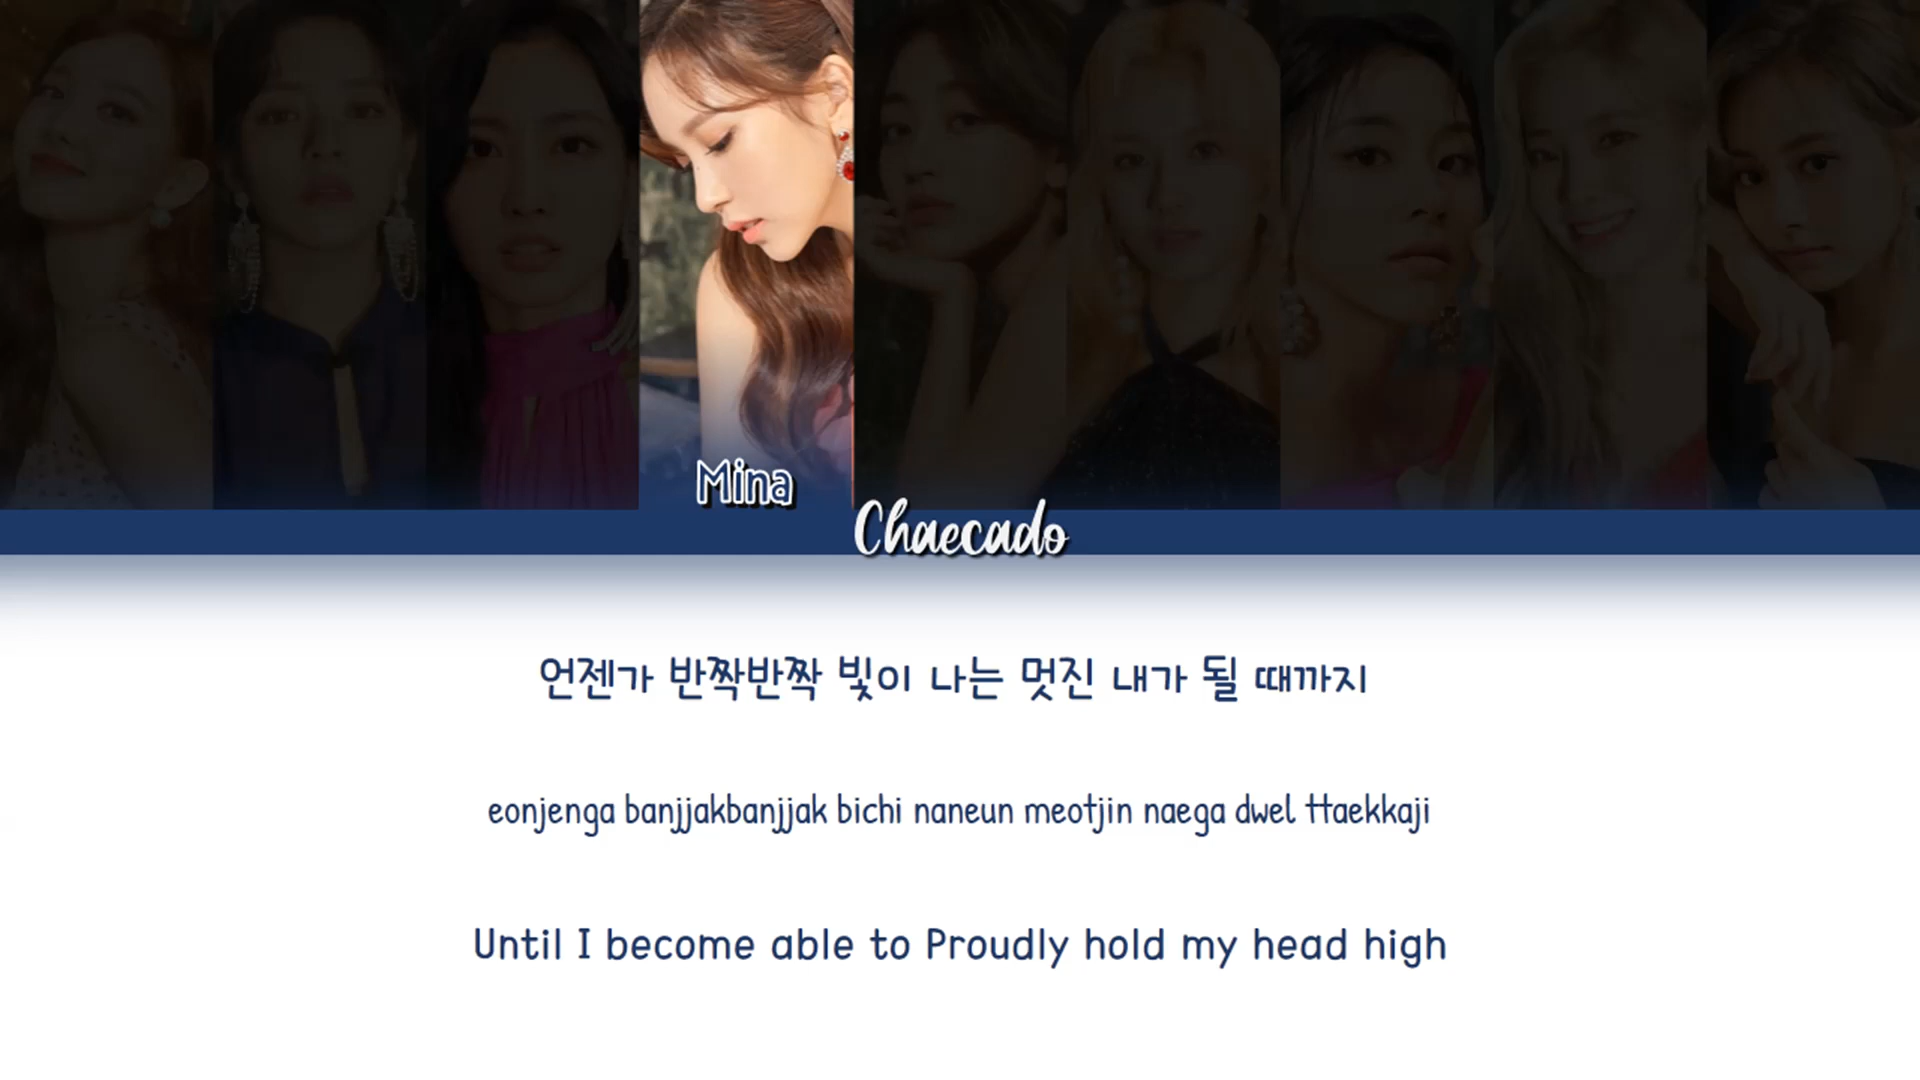 Mina
Chaecado
언젠가 반짝반짝 빛이 나는 멋진 내가 될 때까지
eonjenga banjjakbanjjak bichi naneun meotjin naega dwel ttaekkaji
Until I become able to Proudly hold my head high